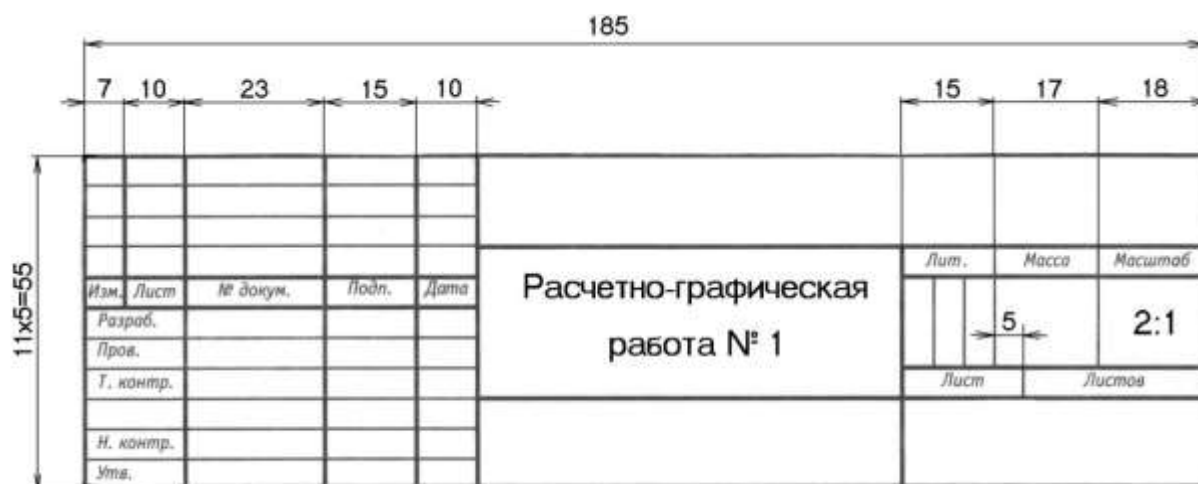 185
7 10 23 15 10 15 17 18
11x5=55
Лит. Масса Масштаб
Изм. Лист № докум. Подп. Дата
Расчетно-графическая
работа № 1
5
2:1
Разраб.
Пров.
Т. контр.
Лист Листов
Н. контр.
Утв.